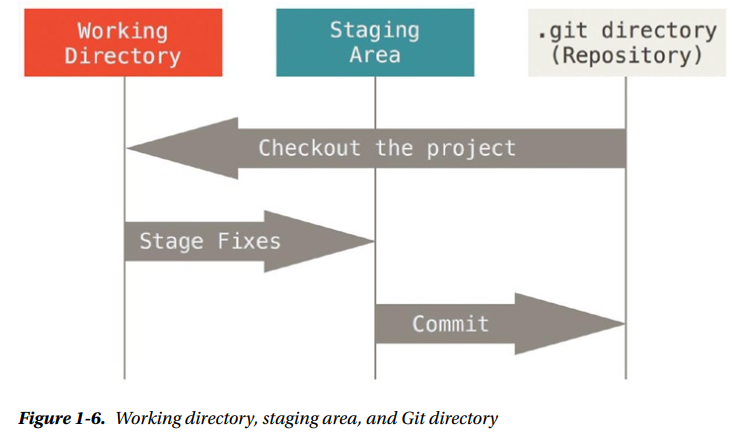 Working
Directory
Staging
Area
.git directory
(Repository)
Checkout the project
Stage Fixes
Commit
Figure 1-6. Working directory, staging area, and Git directory